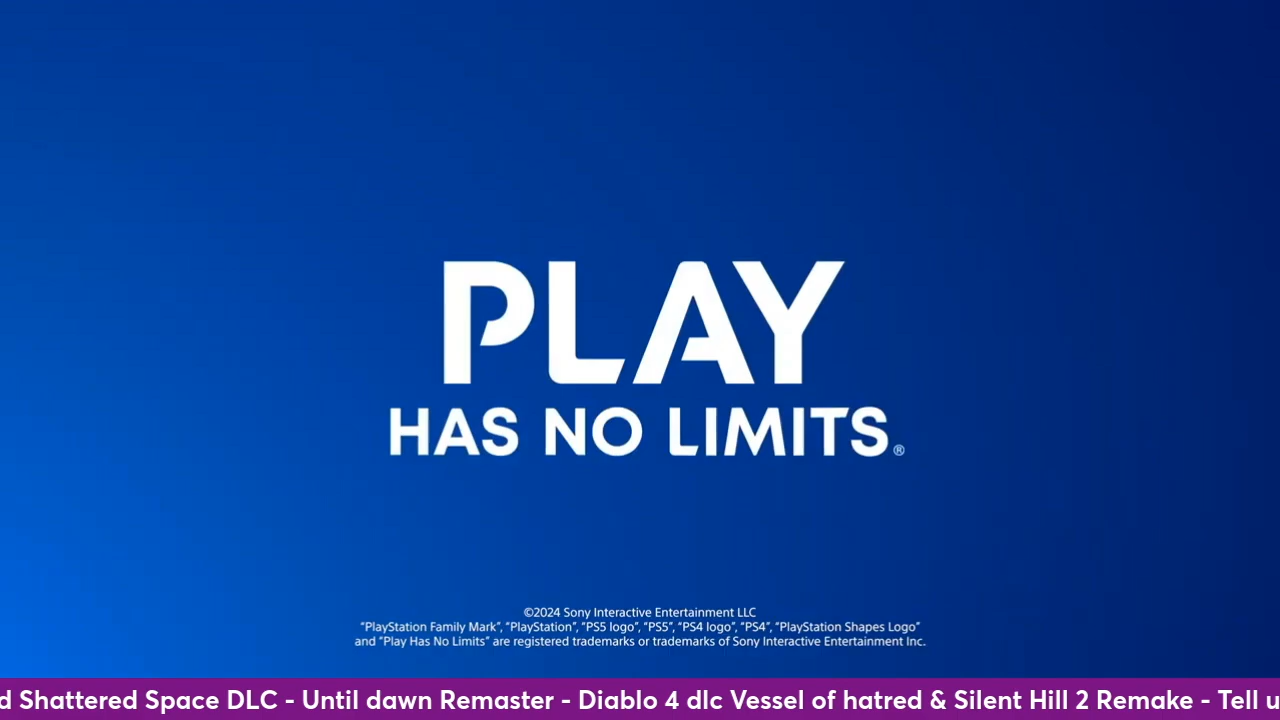 PLAY
HAS NO LIMITS®
©2024 Sony Interactive Entertainment LLC
“PlayStation Family Mark”, “PlayStation”, “PS5 logo”, “PS5”, “PS4 logo”, “PS4”, “PlayStation Shapes Logo”
and “Play Has No Limits” are registered trademarks or trademarks of Sony Interactive Entertainment Inc.
Shattered Space DLC - Until dawn Remaster - Diablo 4 dlc Vessel of hatred & Silent Hill 2 Remake - Tell